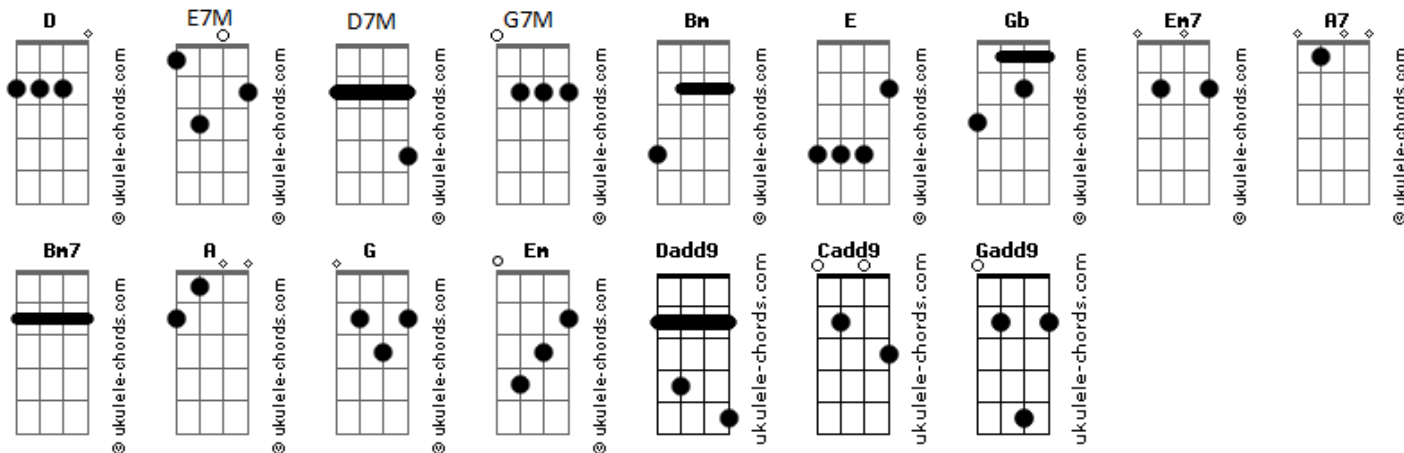 D E7M D7M G7M Bm E Gb Em7 A7
© ukulele-chords.com © ukulele-chords.com © ukulele-chords.com © ukulele-chords.com © ukulele-chords.com © ukulele-chords.com © ukulele-chords.com © ukulele-chords.com © ukulele-chords.com
Bm7 A G Em Dadd9 Cadd9 Gadd9
© ukulele-chords.com © ukulele-chords.com © ukulele-chords.com © ukulele-chords.com ukulele-chords.com ukulele-chords.com ukulele-chords.com